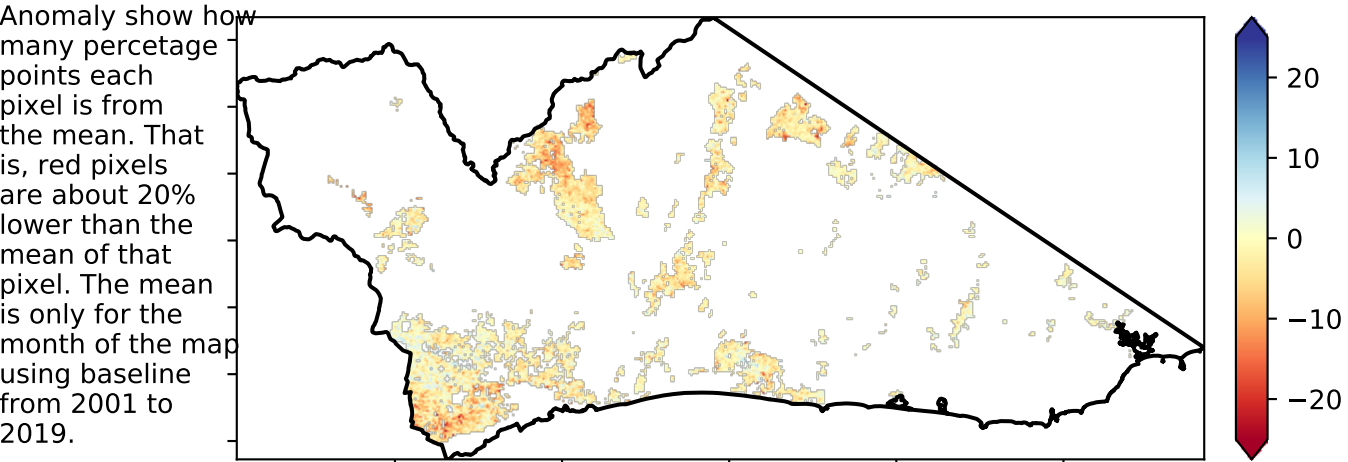 Anomaly show how
many percetage
points each
pixel is from
the mean. That
is, red pixels
are about 20%
lower than the
mean of that
pixel. The mean
is only for the
month of the map
using baseline
from 2001 to
2019.
20
10
0
−10
−20